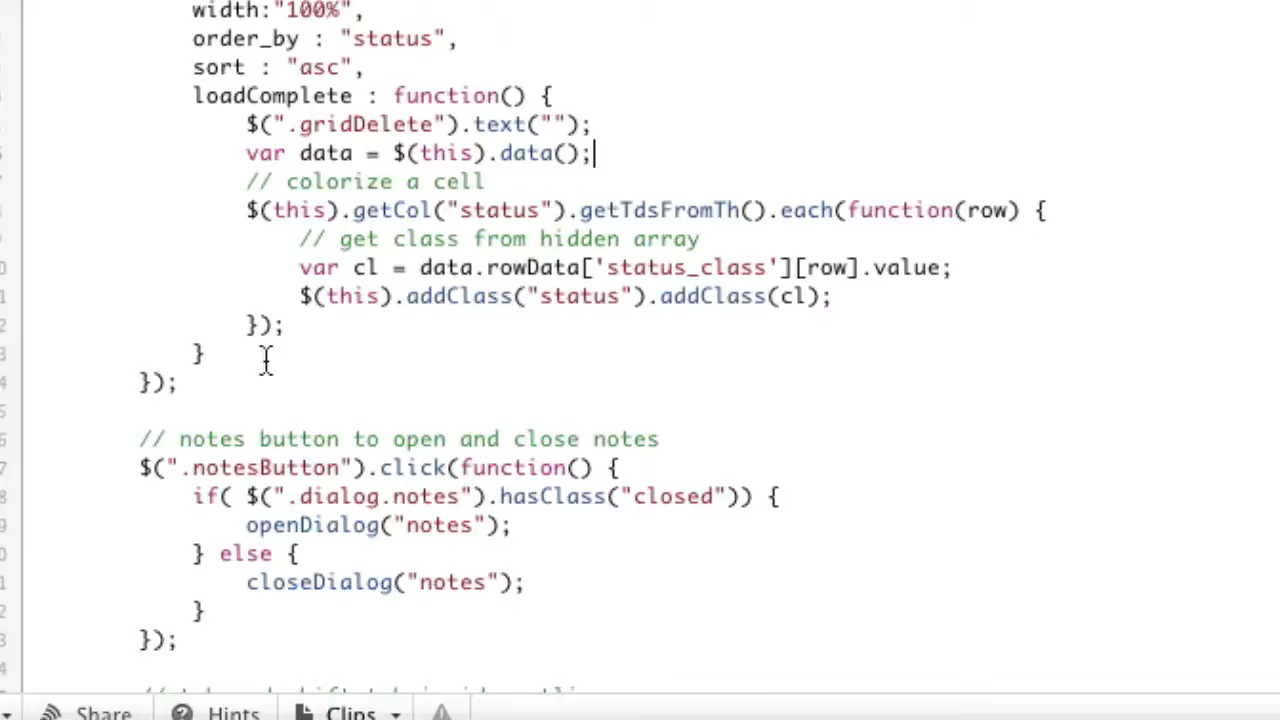 width:"100%",
order_by : "status",
sort : "asc",
loadComplete : function() {
$(".gridDelete").text("");
var data = $(this).data();
// colorize a cell
$(this).getCol("status").getTdsFromTh().each(function(row) {
// get class from hidden array
var cl = data.rowData['status_class'][row].value;
$(this).addClass("status").addClass(cl);
});
}
});
// notes button to open and close notes
$(".notesButton").click(function() {
if( $(".dialog.notes").hasClass("closed")) {
openDialog("notes");
} else {
closeDialog("notes");
}
});
Share Hints Clips